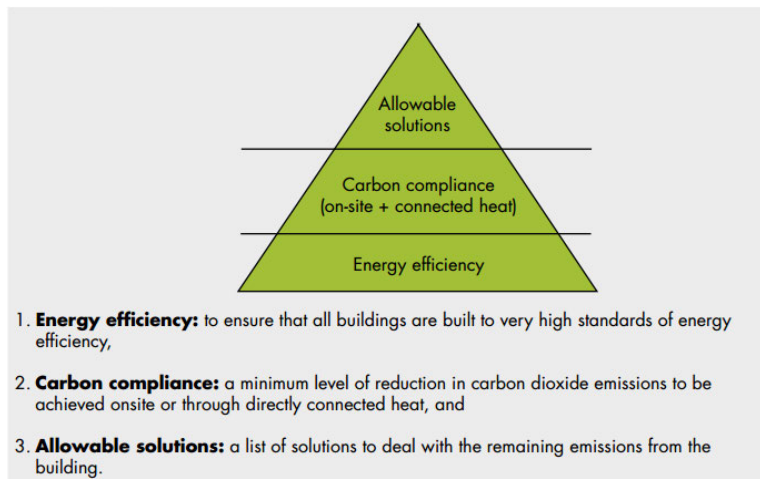 Allowable
solutions
Carbon compliance
(on-site + connected heat)
Energy efficiency
1. Energy efficiency: to ensure that all buildings are built to very high standards of energy
efficiency,
2. Carbon compliance: a minimum level of reduction in carbon dioxide emissions to be
achieved onsite or through directly connected heat, and
3. Allowable solutions: a list of solutions to deal with the remaining emissions from the
building.